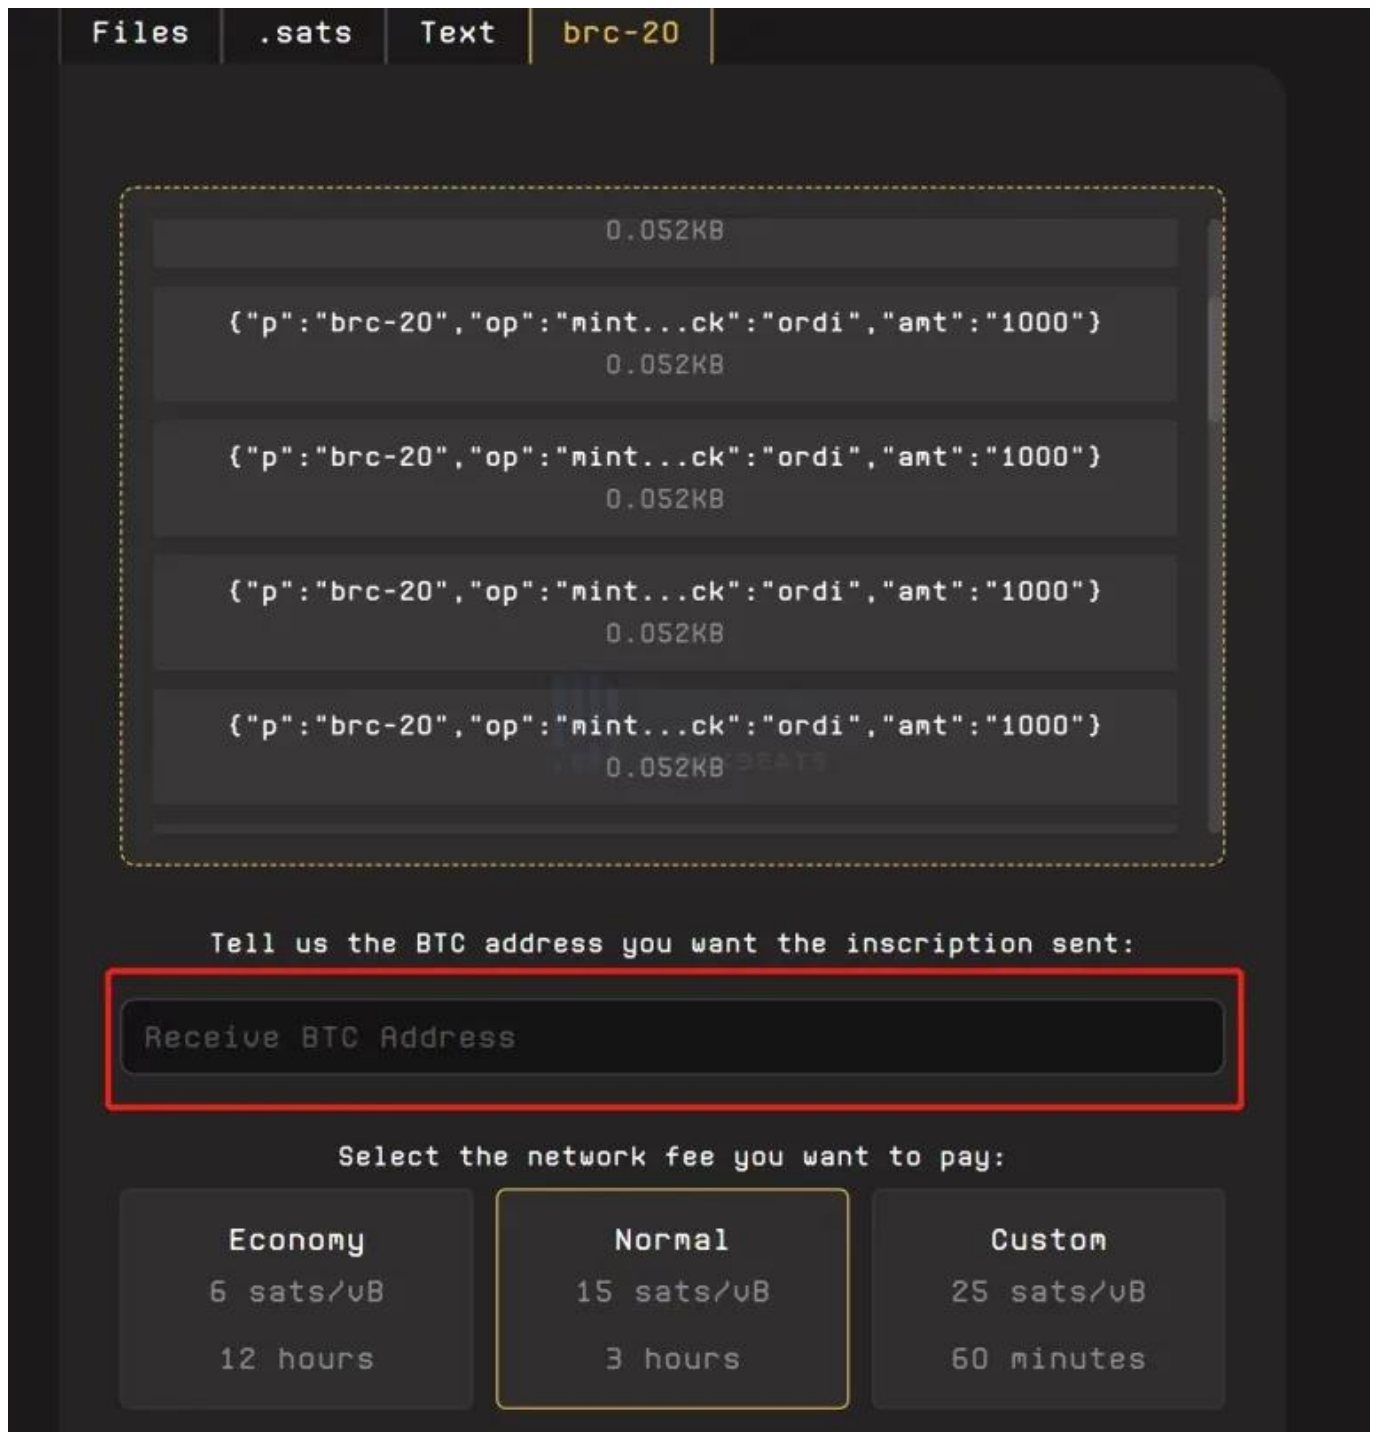 Files .sats Text brc-20
0.052KB
{"p":"brc-20","op":"mint...ck":"ordi","amt":"1000"}
0.052KB
{"p":"brc-20","op":"mint...ck":"ordi","amt":"1000"}
0.052KB
{"p":"brc-20","op":"mint...ck":"ordi","amt":"1000"}
0.052KB
{"p":"brc-20","op":"mint...ck":"ordi","amt":"1000"}
0.052KB
Tell us the BTC address you want the inscription sent:
Receive BTC Address
Select the network fee you want to pay:
Economy Normal Custom
6 sats/vB 15 sats/vB 25 sats/vB
12 hours 3 hours 60 minutes